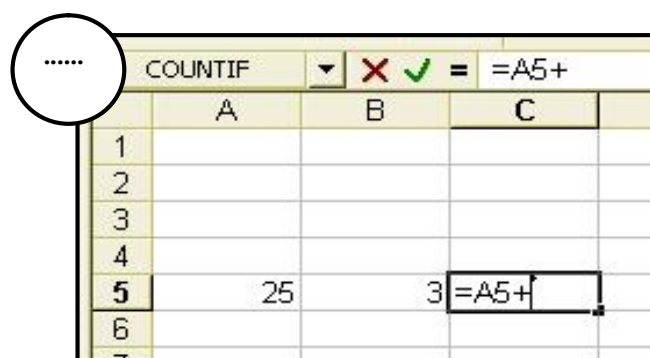 ......
COUNTIF = =A5+
A B C
1
2
3
4
5 25 3 =A5+
6